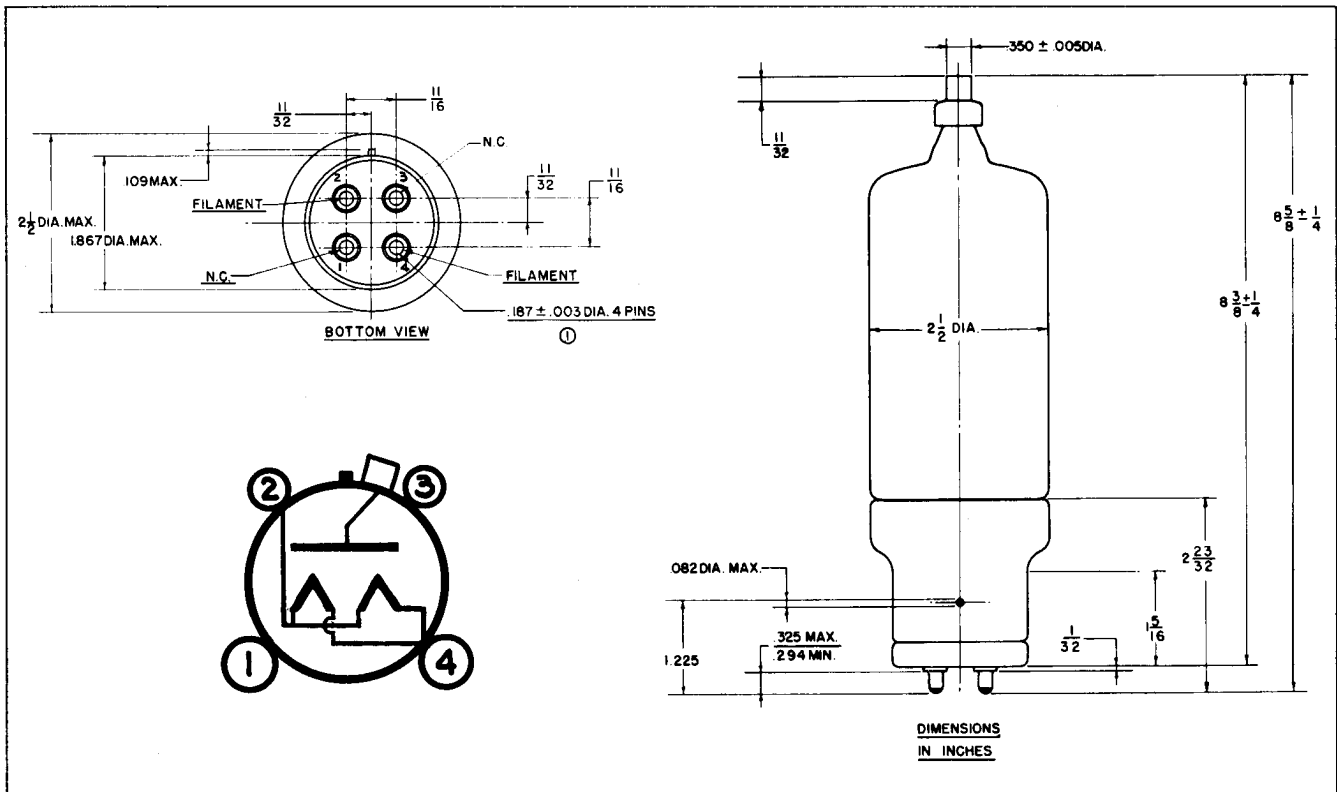 .350 ± .005DIA.
11/16
11/32
N.C.
.109 MAX.
2 3
FILAMENT
11/32
11/16
2 1/2 DIA. MAX.
1.867 DIA. MAX.
N.C.
1 4
FILAMENT
.187 ± .003 DIA. 4 PINS
BOTTOM VIEW
1
11/32
8 5/8 ± 1/4
8 3/8 ± 1/4
2 1/2 DIA.
2 3
1 4
.082 DIA. MAX.
2 23/32
1 5/16
1/32
.325 MAX.
.294 MIN.
1.225
DIMENSIONS
IN INCHES